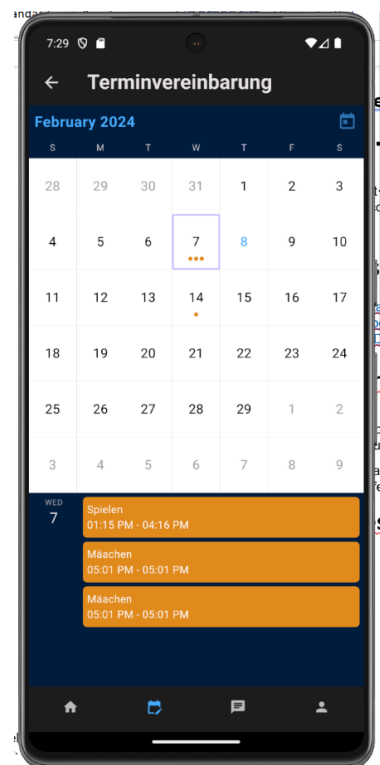 7:29
Terminvereinbarung
February 2024
S M T W T F S
28 29 30 31 1 2 3
4 5 6 7 8 9 10
11 12 13 14 15 16 17
18 19 20 21 22 23 24
25 26 27 28 29 1 2
3 4 5 6 7 8 9
WED
7
Spielen
01:15 PM - 04:16 PM
Mäachen
05:01 PM - 05:01 PM
Mäachen
05:01 PM - 05:01 PM